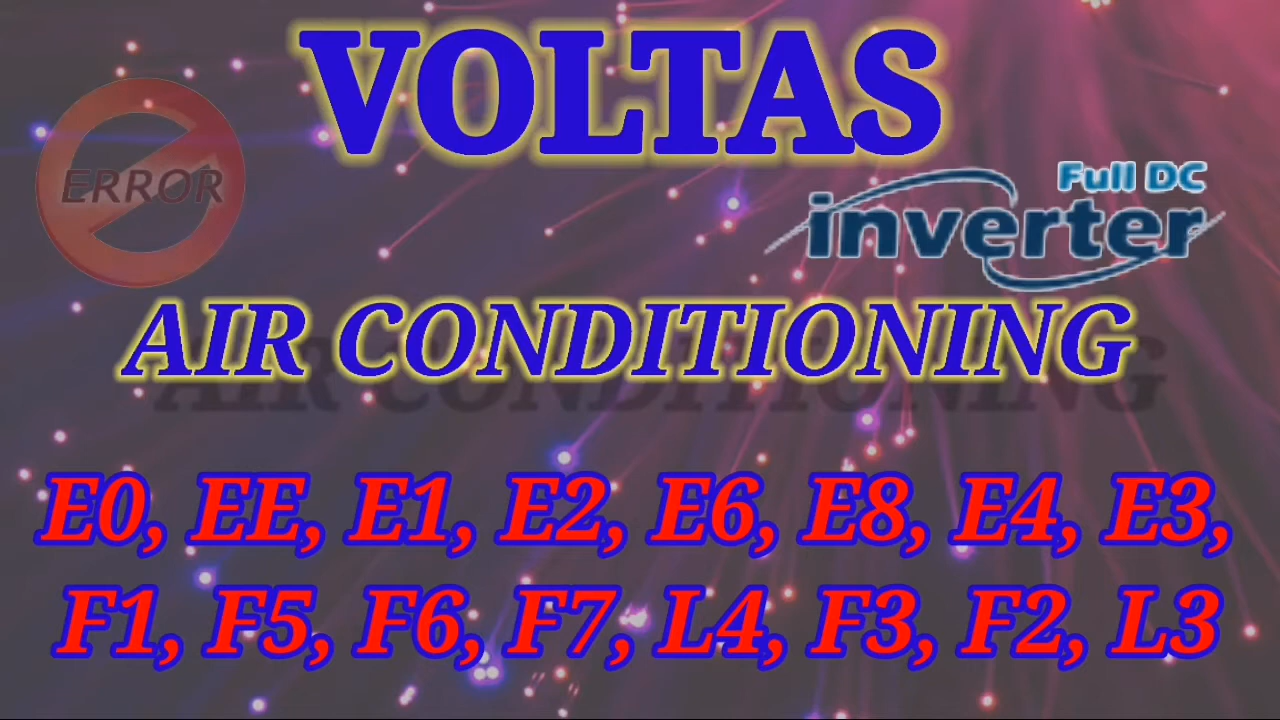 VOLTAS
ERROR
Full DC
inverter
AIR CONDITIONING
E0, EE, E1, E2, E6, E8, E4, E3,
F1, F5, F6, F7, L4, F3, F2, L3